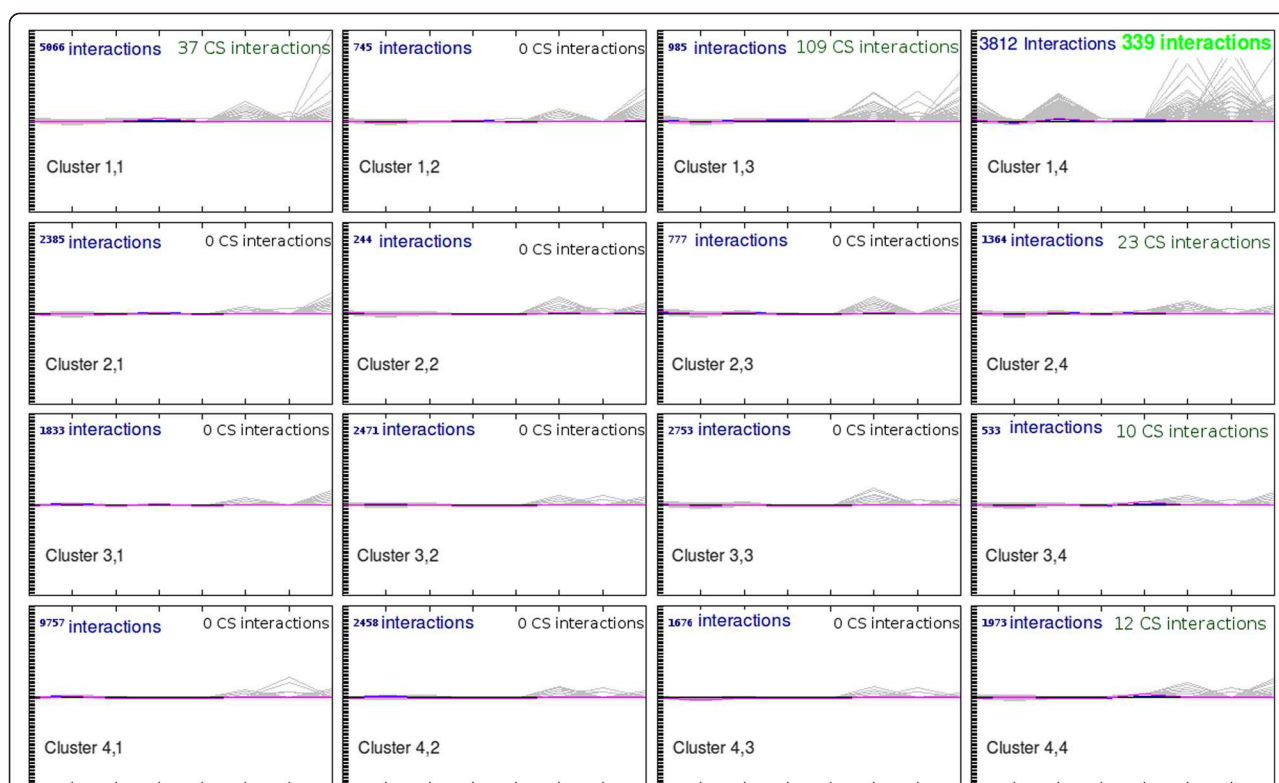 5066 interactions 37 CS interactions
Cluster 1,1
745 interactions 0 CS interactions
Cluster 1,2
985 interactions 109 CS interactions
Cluster 1,3
3812 Interactions 339 interactions
Cluster 1,4
2385 interactions 0 CS interactions
Cluster 2,1
244 interactions 0 CS interactions
Cluster 2,2
777 interactions 0 CS interactions
Cluster 2,3
1364 interactions 23 CS interactions
Cluster 2,4
1833 interactions 0 CS interactions
Cluster 3,1
2471 interactions 0 CS interactions
Cluster 3,2
2753 interactions 0 CS interactions
Cluster 3,3
533 interactions 10 CS interactions
Cluster 3,4
9757 interactions 0 CS interactions
Cluster 4,1
2458 interactions 0 CS interactions
Cluster 4,2
1676 interactions 0 CS interactions
Cluster 4,3
1973 interactions 12 CS interactions
Cluster 4,4